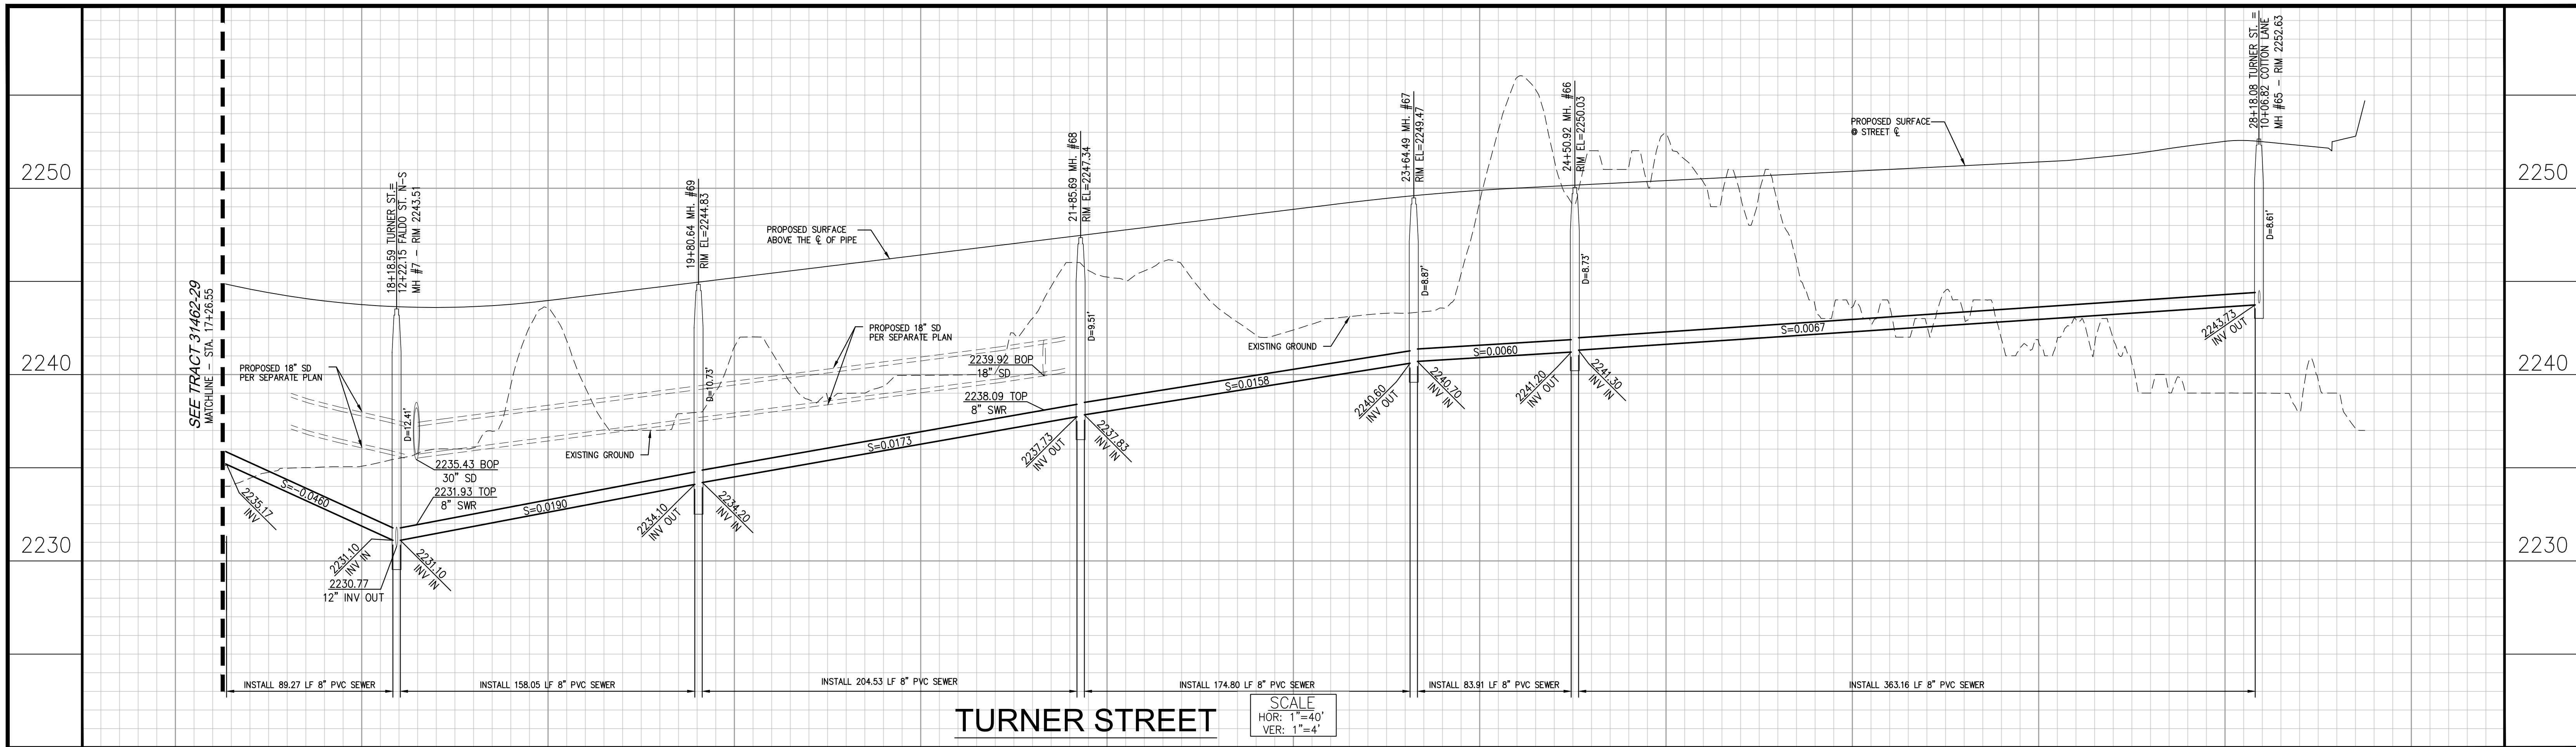 2250
2240
2230
2250
2240
2230
SEE TRACT 31462-29
MATCHLINE - STA. 17+26.55
18+18.59 TURNER ST.=
12+22.15 FALDO ST. N-S
MH #7 - RIM 2243.51
19+80.64 MH. #69
RIM EL=2244.83
21+85.69 MH. #68
RIM EL=2247.34
23+64.49 MH. #67
RIM EL=2249.47
24+50.92 MH. #66
RIM EL=2250.03
28+18.08 TURNER ST. =
10+06.82 COTTON LANE
MH #65 - RIM 2252.63
PROPOSED SURFACE
@ STREET ℄
PROPOSED SURFACE
ABOVE THE ℄ OF PIPE
PROPOSED 18" SD
PER SEPARATE PLAN
PROPOSED 18" SD
PER SEPARATE PLAN
EXISTING GROUND
EXISTING GROUND
D=12.41'
D=10.73'
D=9.51'
D=8.87'
D=8.73'
D=8.61'
2239.92 BOP
18" SD
2238.09 TOP
8" SWR
2235.43 BOP
30" SD
2231.93 TOP
8" SWR
S=-0.0460
S=0.0190
S=0.0173
S=0.0158
S=0.0060
S=0.0067
2235.17
INV
2231.10
INV IN
2230.77
12" INV OUT
2231.10
INV IN
2234.10
INV OUT
2234.20
INV IN
2237.73
INV OUT
2237.83
INV IN
2240.60
INV OUT
2240.70
INV IN
2241.20
INV OUT
2241.30
INV IN
2243.73
INV OUT
INSTALL 89.27 LF 8" PVC SEWER
INSTALL 158.05 LF 8" PVC SEWER
INSTALL 204.53 LF 8" PVC SEWER
INSTALL 174.80 LF 8" PVC SEWER
INSTALL 83.91 LF 8" PVC SEWER
INSTALL 363.16 LF 8" PVC SEWER
TURNER STREET
SCALE
HOR: 1"=40'
VER: 1"=4'